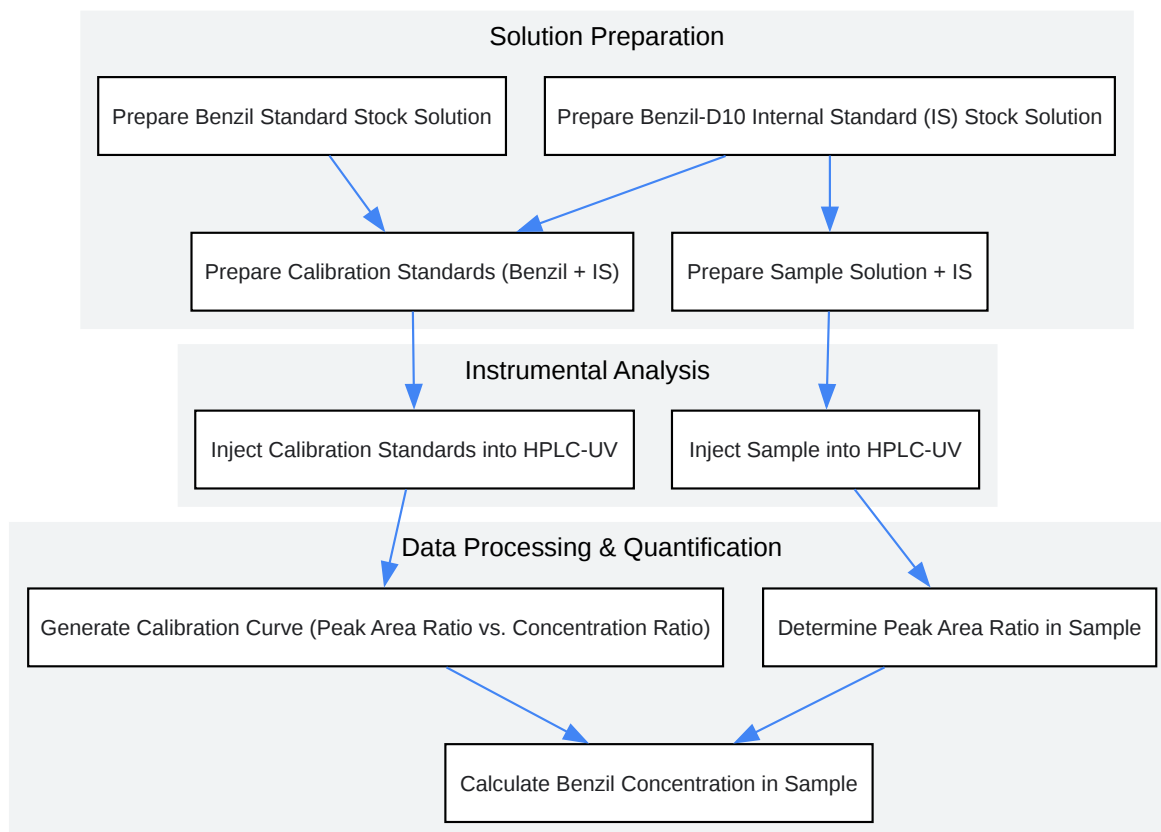 Solution Preparation
Prepare Benzil Standard Stock Solution
Prepare Benzil-D10 Internal Standard (IS) Stock Solution
Prepare Calibration Standards (Benzil + IS)
Prepare Sample Solution + IS
Instrumental Analysis
Inject Calibration Standards into HPLC-UV
Inject Sample into HPLC-UV
Data Processing & Quantification
Generate Calibration Curve (Peak Area Ratio vs. Concentration Ratio)
Determine Peak Area Ratio in Sample
Calculate Benzil Concentration in Sample